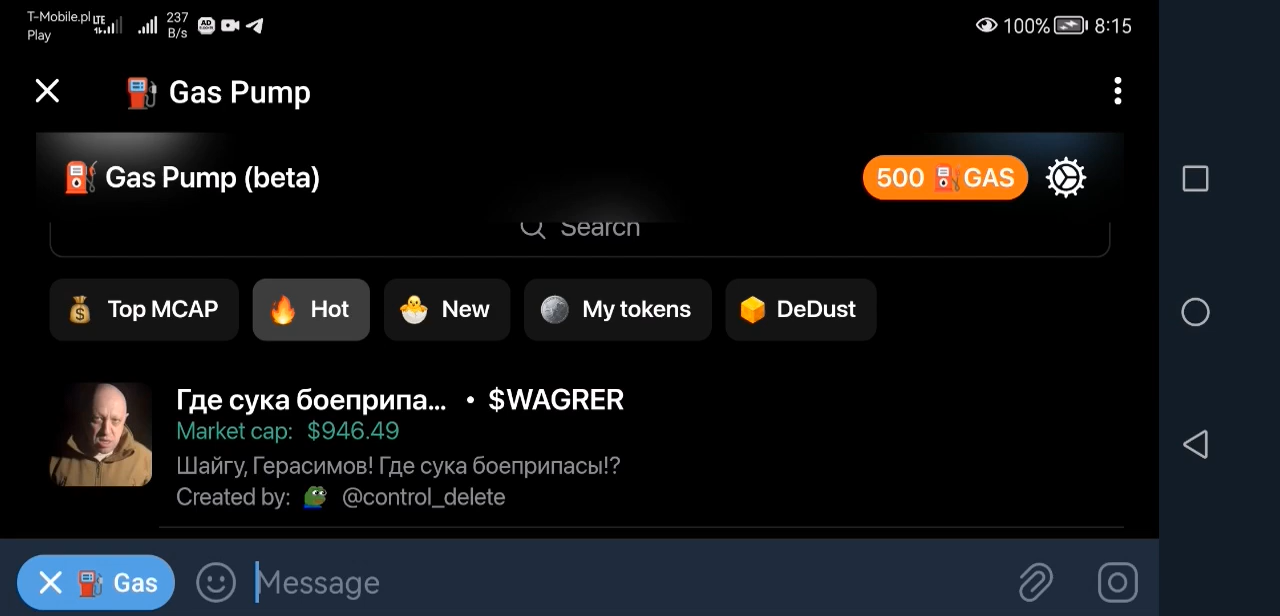 T-Mobile.pl LTE 237 B/s 100% 8:15
Play
Gas Pump
Gas Pump (beta) 500 GAS
Search
Top MCAP Hot New My tokens DeDust
Где сука боеприпа... • $WAGRER
Market cap: $946.49
Шайгу, Герасимов! Где сука боеприпасы!?
Created by: @control_delete
Gas Message